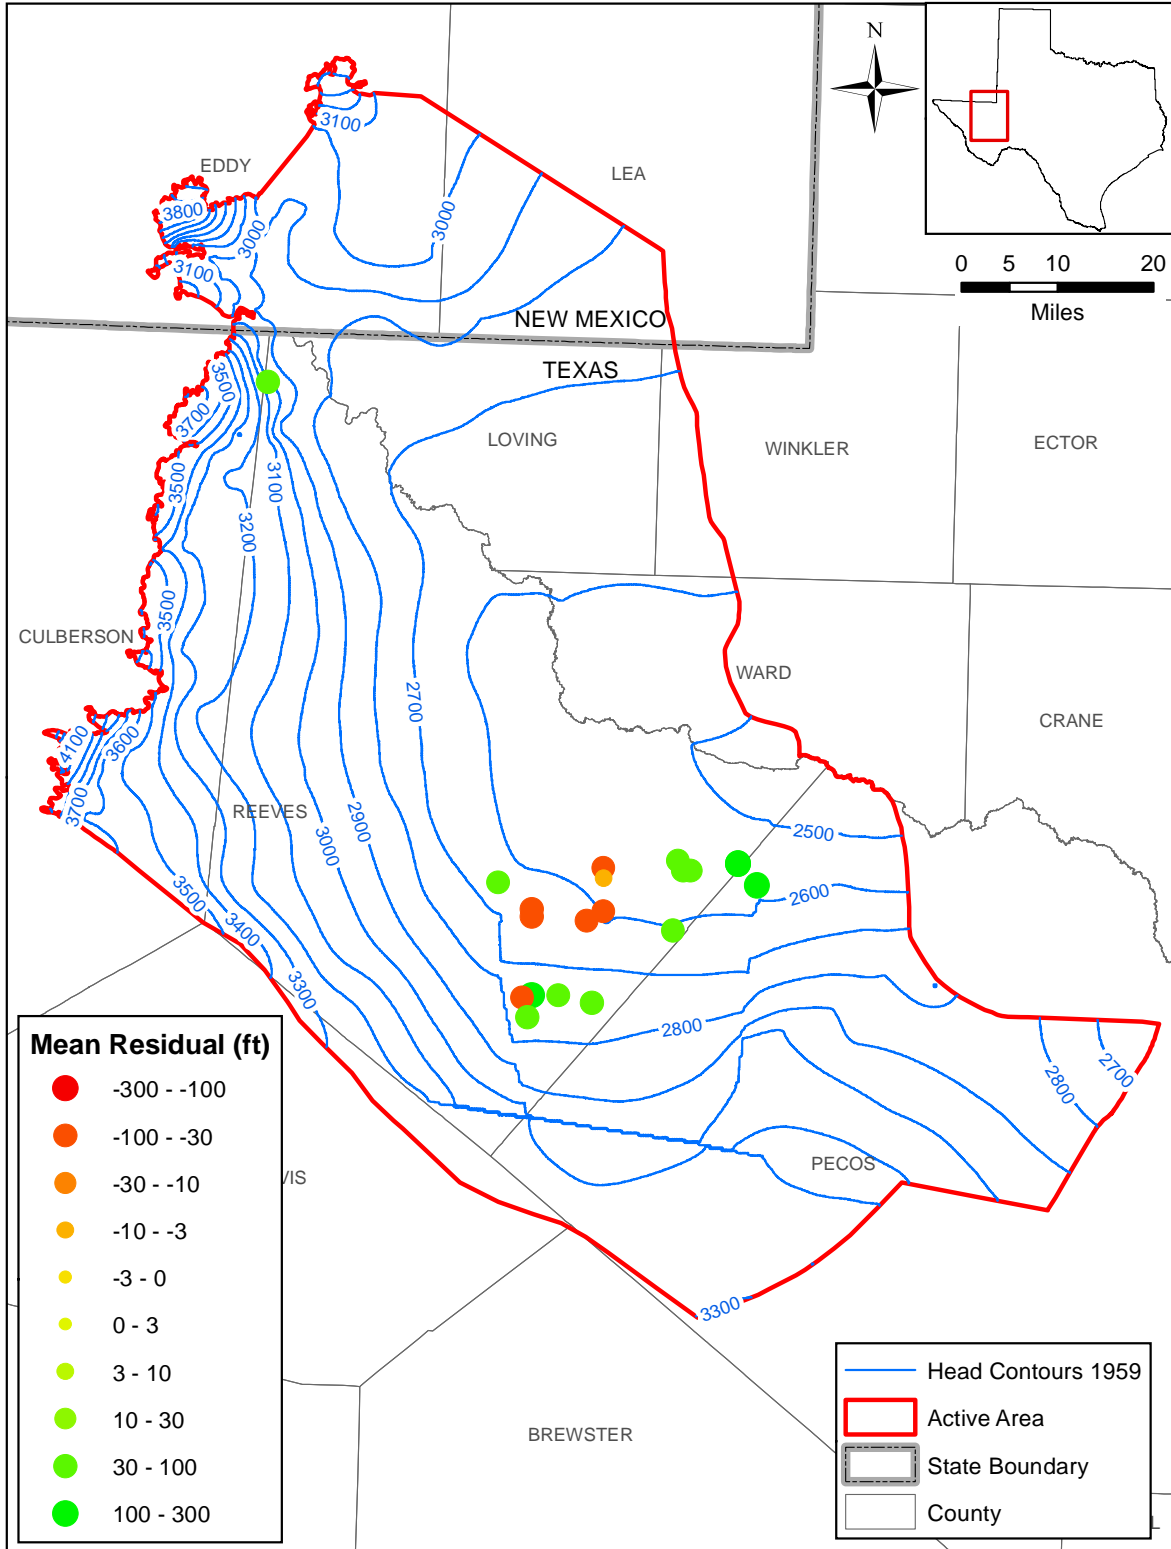 N
0 5 10 20
Miles
3100
EDDY
LEA
3800
3000
3000
3100
NEW MEXICO
TEXAS
3500
3700
LOVING
WINKLER
ECTOR
3500
3100
3200
3500
CULBERSON
WARD
2700
CRANE
4100
3600
3700
REEVES
2900
3000
2500
3500
2600
3400
3300
2800
2700
2800
PECOS
VIS
3300
BREWSTER
L
Mean Residual (ft)
-300 - -100
-100 - -30
-30 - -10
-10 - -3
-3 - 0
0 - 3
3 - 10
10 - 30
30 - 100
100 - 300
Head Contours 1959
Active Area
State Boundary
County